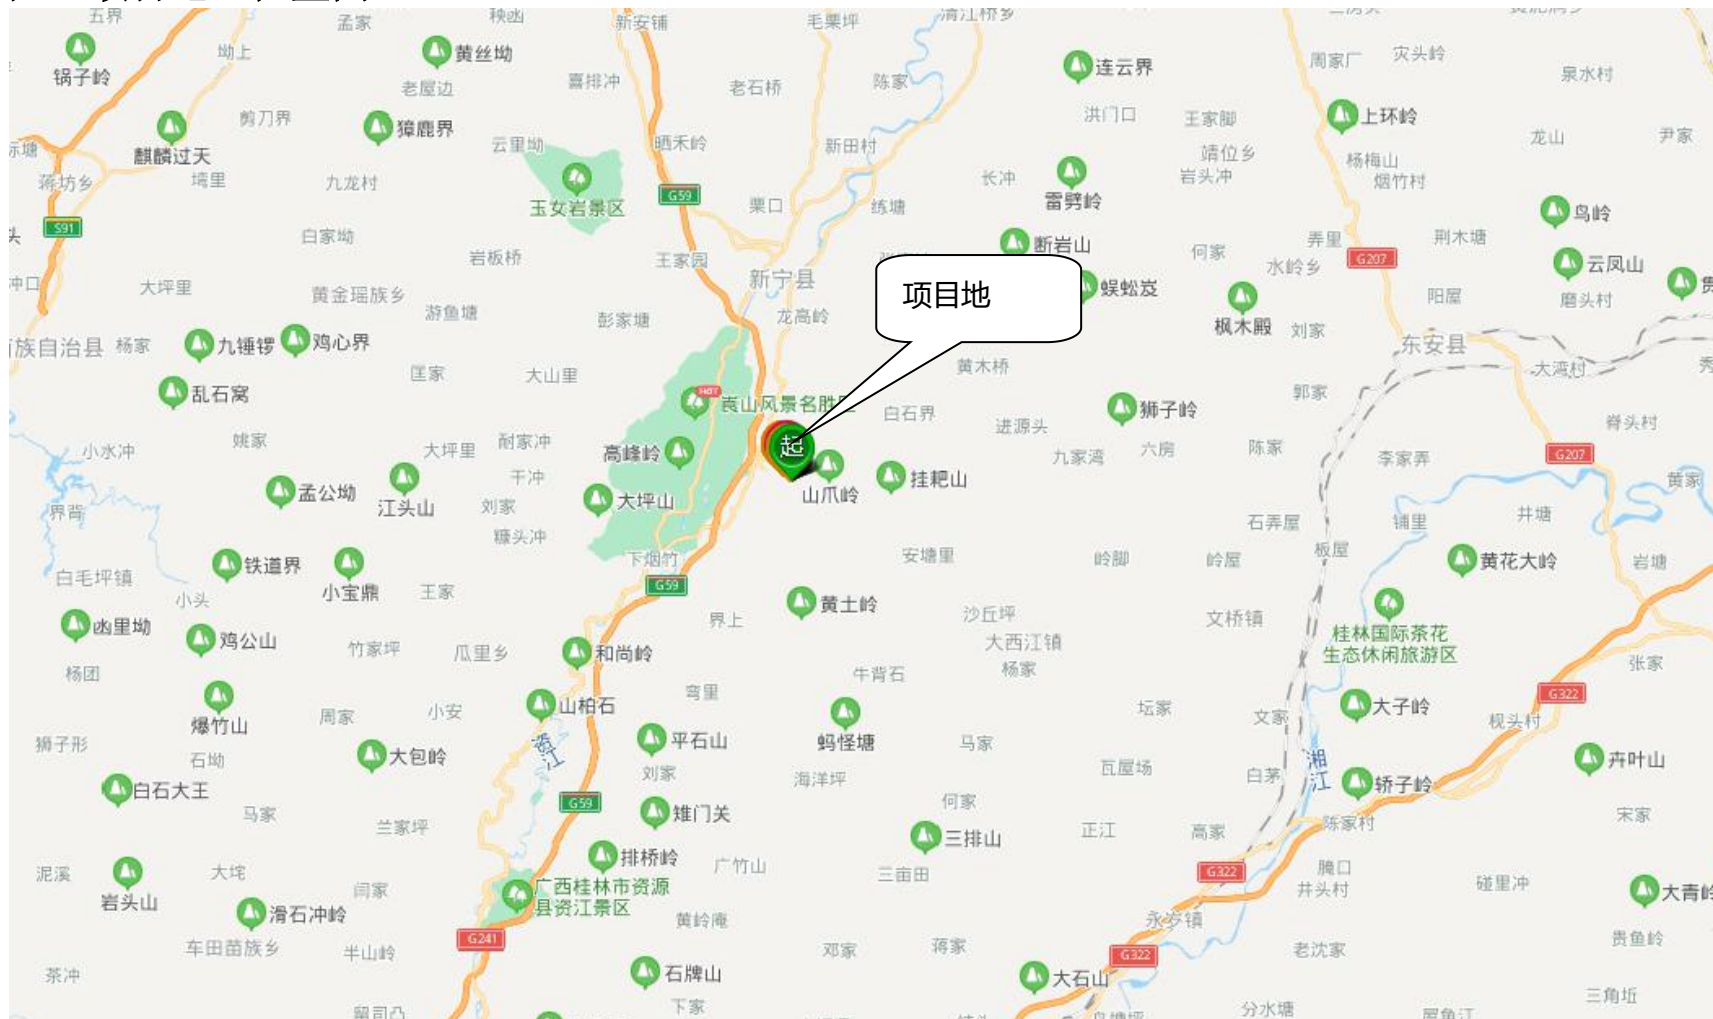 五界
孟家
秧凼
新安铺
毛栗坪
清江桥乡
锅子岭
坳上
黄丝坳
老屋边
喜排冲
老石桥
陈家
连云界
周家厂
灾头岭
泉水村
麒麟过天
剪刀界
獐鹿界
云里坳
晒禾岭
新田村
洪门口
王家脚
上环岭
龙山
尹家
蒋坊乡
塆里
九龙村
玉女岩景区
G59
栗口
练塘
长冲
雷劈岭
靖位乡
岩头冲
杨梅山
烟竹村
鸟岭
S91
头
白家坳
岩板桥
王家园
新宁县
断岩山
何家
水岭乡
弄里
G207
荆木塘
云凤山
冲口
大坪里
黄金瑶族乡
游鱼塘
彭家塘
龙高岭
项目地
蜈蚣岌
枫木殿
刘家
阳屋
磨头村
族自治县
杨家
九锤锣
鸡心界
东安县
大湾村
乱石窝
匡家
大山里
HOT
崀山风景名胜区
黄木桥
白石界
狮子岭
郭家
脊头村
小水冲
姚家
大坪里
耐家冲
高峰岭
起
进源头
九家湾
六房
陈家
李家弄
G207
黄家
界背
孟公坳
江头山
干冲
刘家
大坪山
山爪岭
挂耙山
石弄屋
铺里
井塘
糠头冲
白毛坪镇
铁道界
小宝鼎
王家
下烟竹
G59
安塘里
岭脚
岭屋
板屋
黄花大岭
岩塘
小头
凼里坳
鸡公山
竹家坪
瓜里乡
和尚岭
界上
黄土岭
沙丘坪
大西江镇
杨家
文桥镇
桂林国际茶花
生态休闲旅游区
张家
杨团
爆竹山
周家
小安
山柏石
弯里
牛背石
坛家
文家
大子岭
G322
枧头村
狮子形
石坳
大包岭
资江
平石山
刘家
蚂怪塘
海洋坪
马家
瓦屋场
白茅
湘江
轿子岭
卉叶山
白石大王
马家
兰家坪
G59
雉门关
何家
三排山
正江
高家
陈家村
宋家
泥溪
岩头山
大垞
闫家
滑石冲岭
排桥岭
广竹山
三亩田
G322
腌口
井头村
碰里冲
大青岭
广西桂林市资源
县资江景区
车田苗族乡
半山岭
G241
黄岭庵
邓家
蒋家
永岁镇
G322
老沈家
贵鱼岭
茶冲
石牌山
下家
大石山
分水塘
三角坵